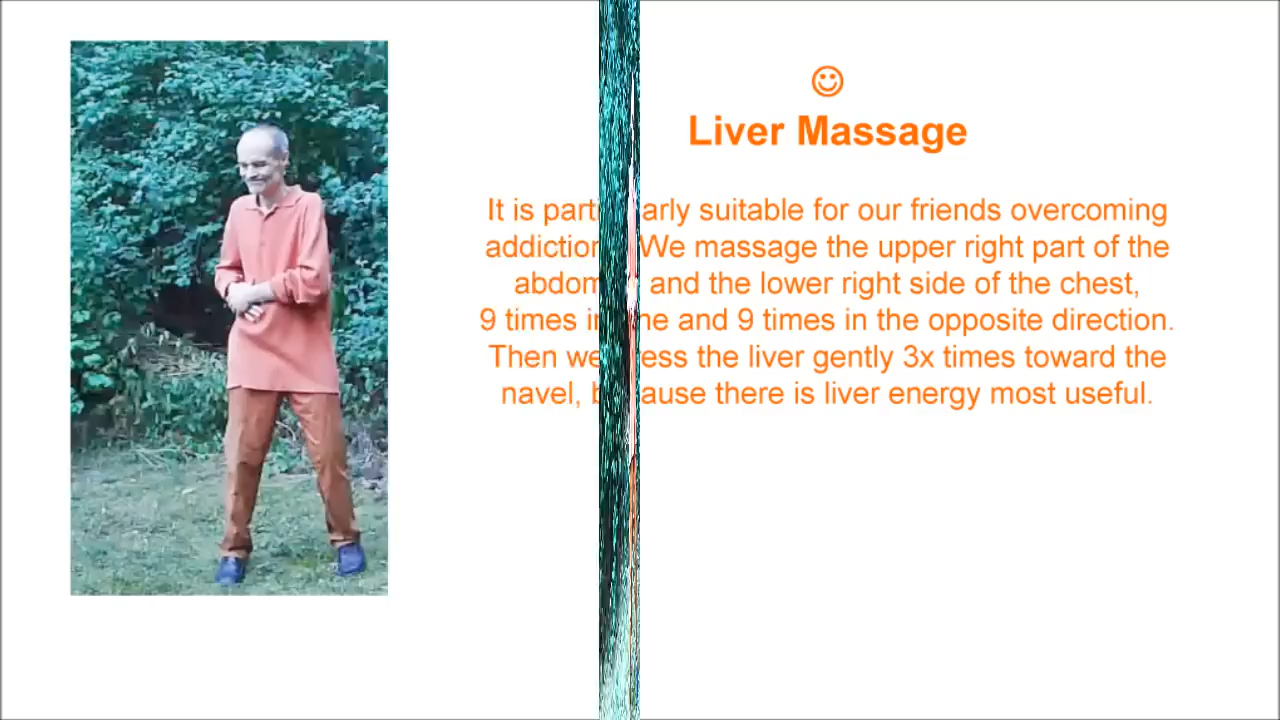 Liver Massage
It is suitable for our friends overcoming
We massage the upper right part of the
and the lower right side of the chest,
9 times and 9 times in the opposite direction.
Then we the liver gently 3x times toward the
navel, there is liver energy most useful.